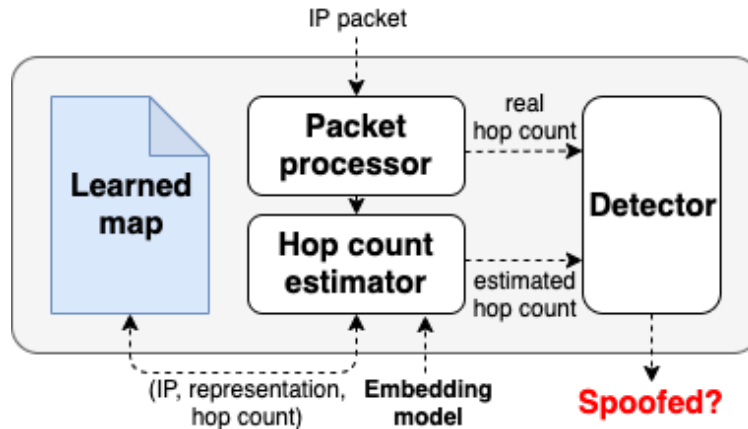 IP packet
Learned
map
Packet
processor
real
hop count
Detector
Hop count
estimator
estimated
hop count
(IP, representation,
hop count)
Embedding
model
Spoofed?